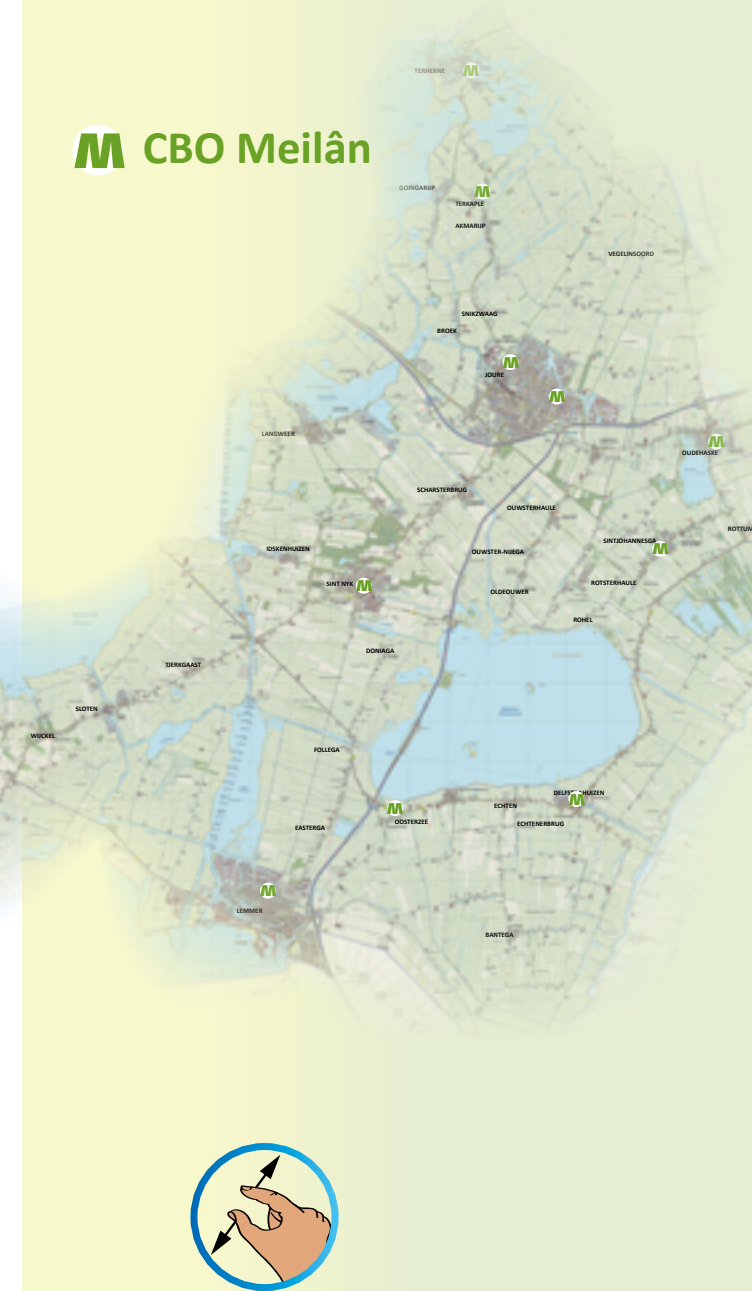 TERHERNE
M CBO Meilân
GOINGARIJP
TERKAPLE
AKMARIJP
VEGELINSOORD
SNIKZWAAG
BROEK
JOURE
LANGWEER
OUDEHASKE
SCHARSTERBRUG
OUWSTERHAULE
ROTTUM
SINTJOHANNESGA
IDSKENHUIZEN
OUWSTER-NIJEGA
SINT NYK
ROTSTERHAULE
OLDEOUWER
ROHEL
DONIAGA
TJERKGAAST
SLOTEN
WIJCKEL
FOLLEGA
ECHTEN
OOSTERZEE
ECHTENERBRUG
EASTERGA
LEMMER
BANTEGA